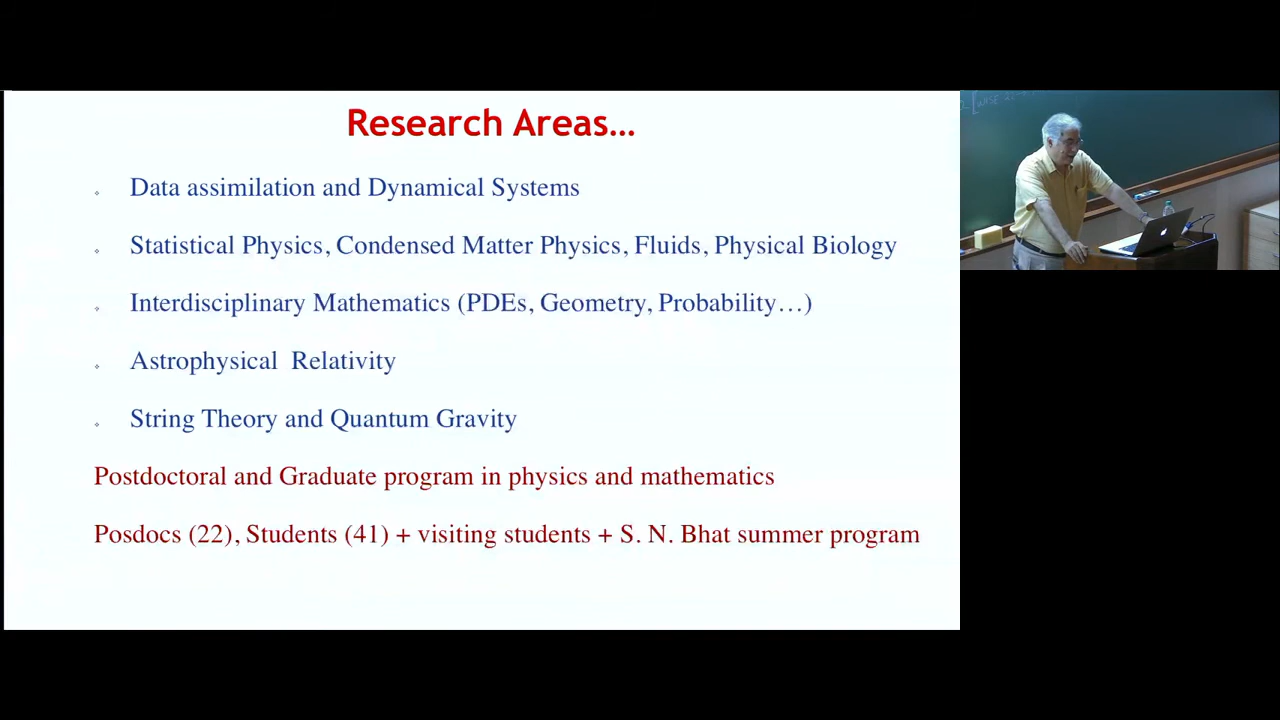 Research Areas...
Data assimilation and Dynamical Systems
Statistical Physics, Condensed Matter Physics, Fluids, Physical Biology
Interdisciplinary Mathematics (PDEs, Geometry, Probability…)
Astrophysical Relativity
String Theory and Quantum Gravity
Postdoctoral and Graduate program in physics and mathematics
Posdocs (22), Students (41) + visiting students + S. N. Bhat summer program